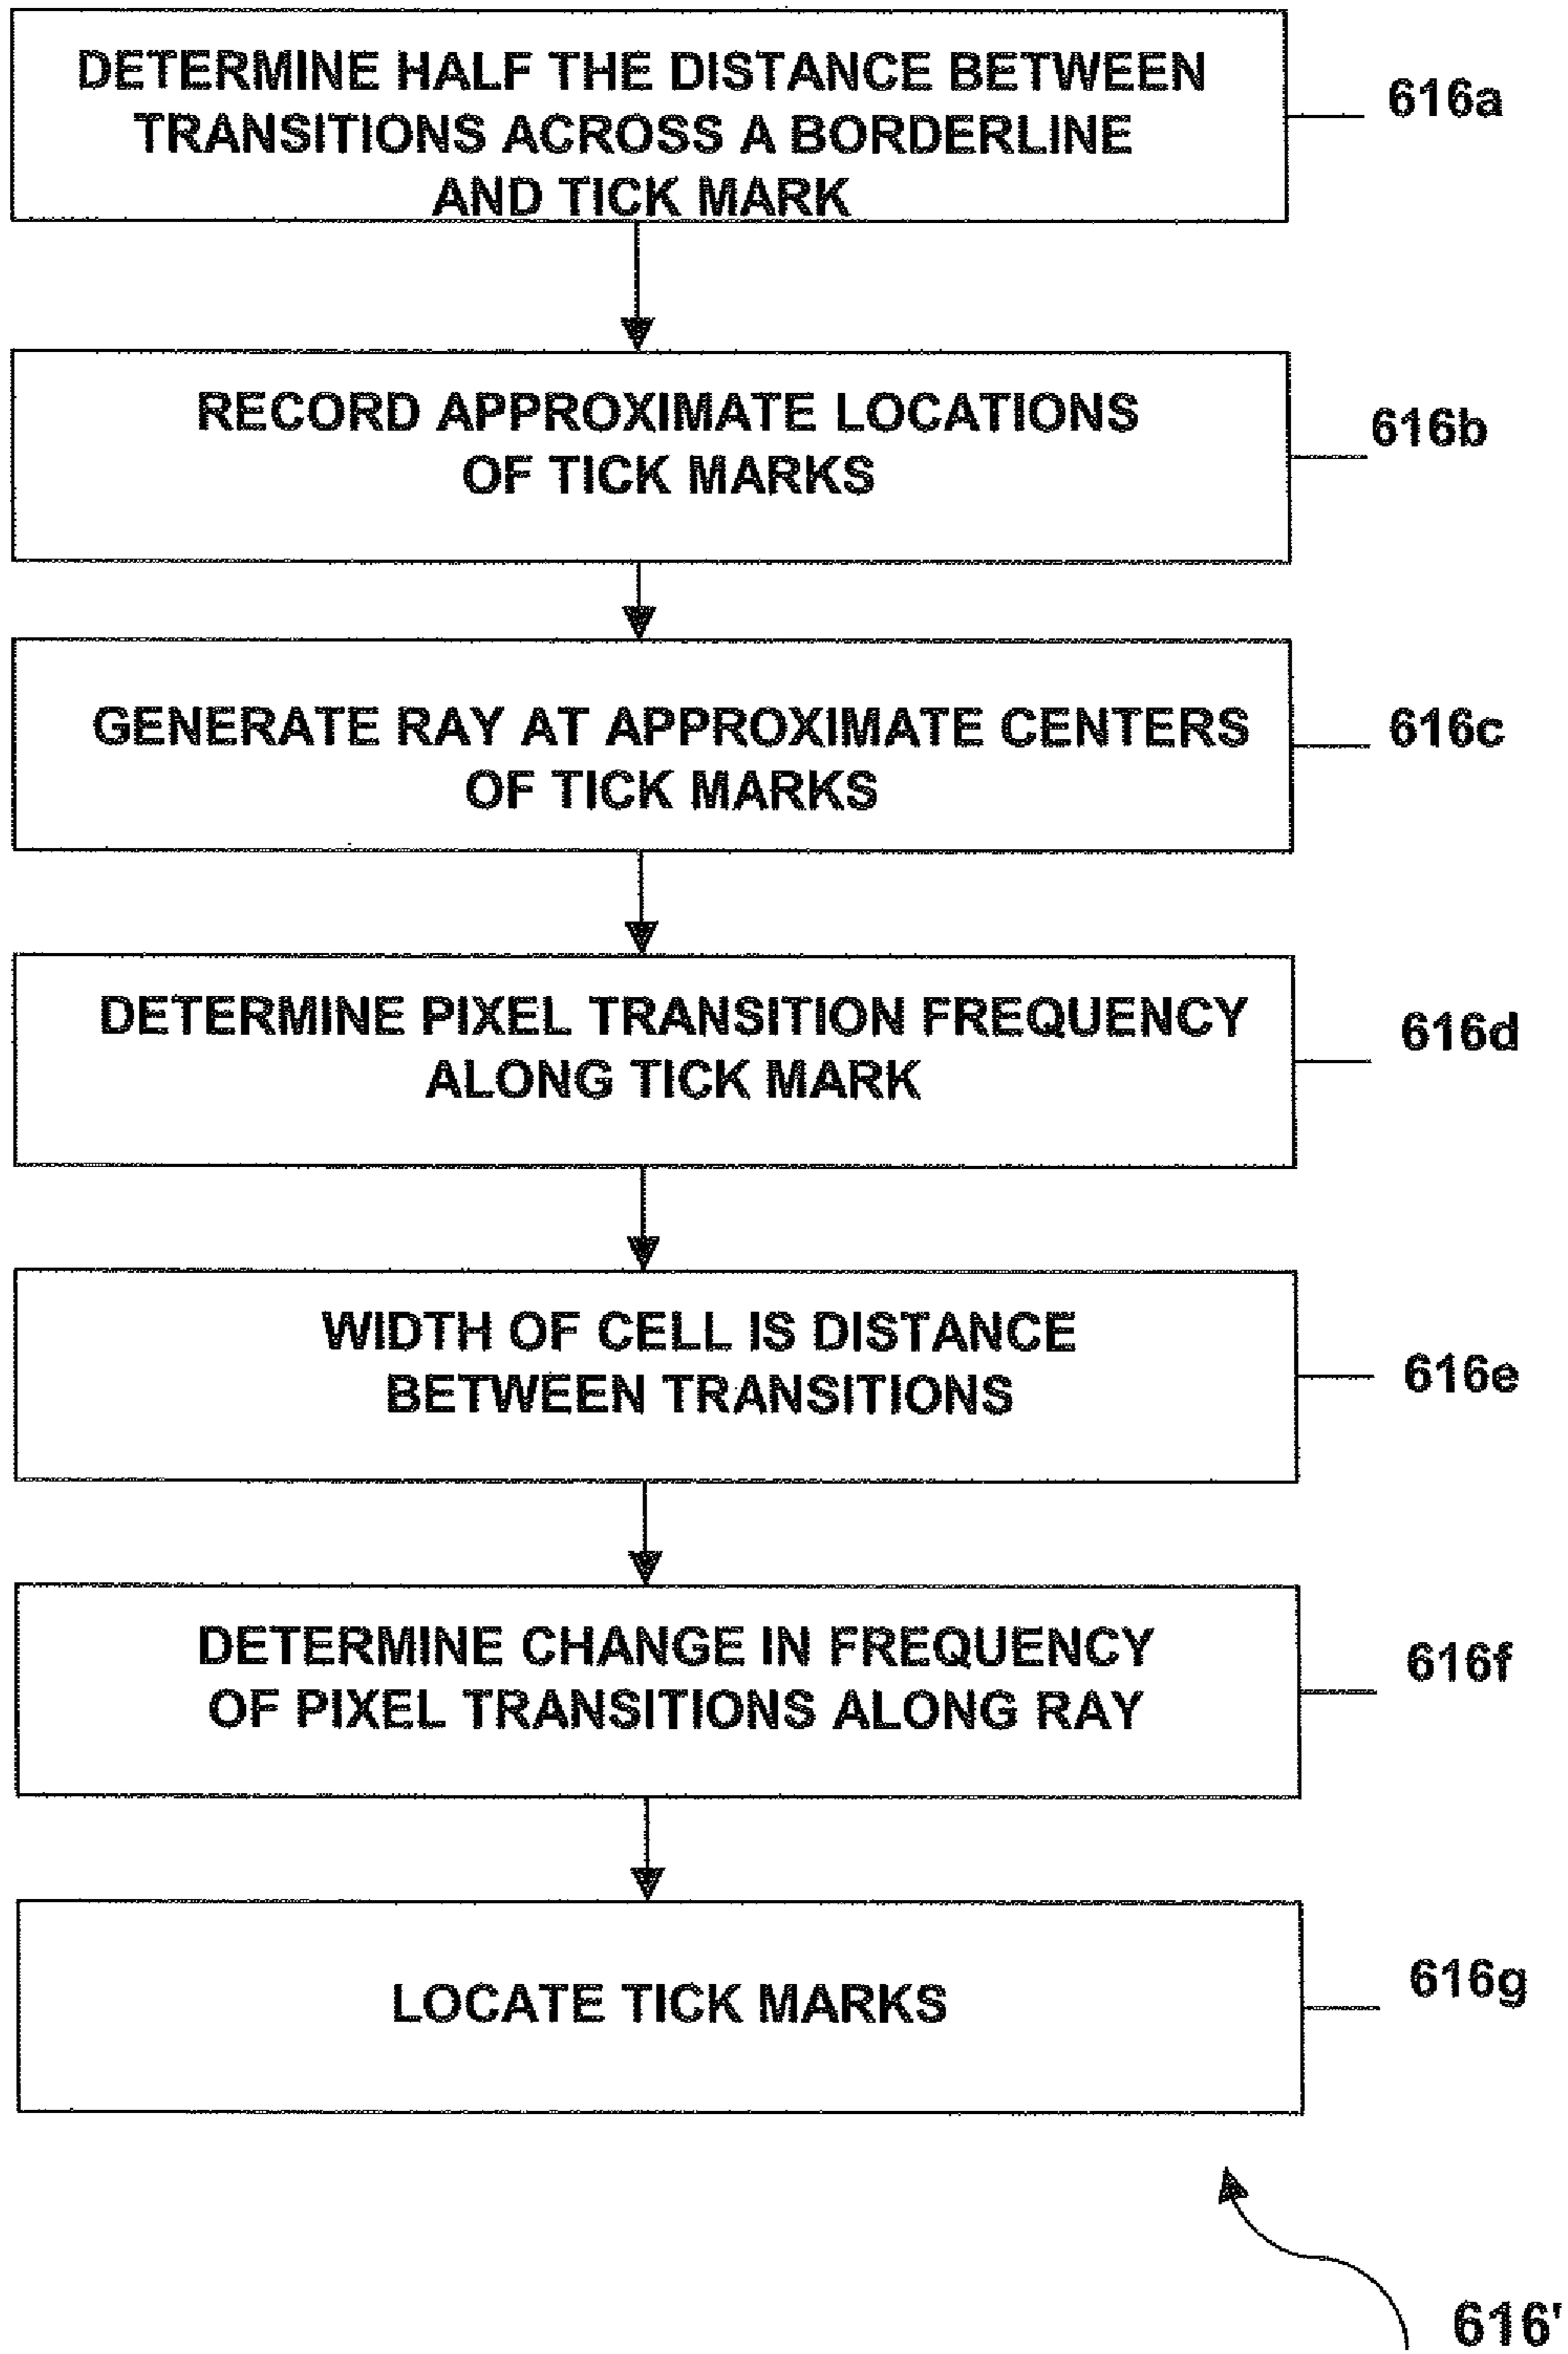 DETERMINE HALF THE DISTANCE BETWEEN
TRANSITIONS ACROSS A BORDERLINE
AND TICK MARK
616a
RECORD APPROXIMATE LOCATIONS
OF TICK MARKS
616b
GENERATE RAY AT APPROXIMATE CENTERS
OF TICK MARKS
616c
DETERMINE PIXEL TRANSITION FREQUENCY
ALONG TICK MARK
616d
WIDTH OF CELL IS DISTANCE
BETWEEN TRANSITIONS
616e
DETERMINE CHANGE IN FREQUENCY
OF PIXEL TRANSITIONS ALONG RAY
616f
LOCATE TICK MARKS
616g
616'